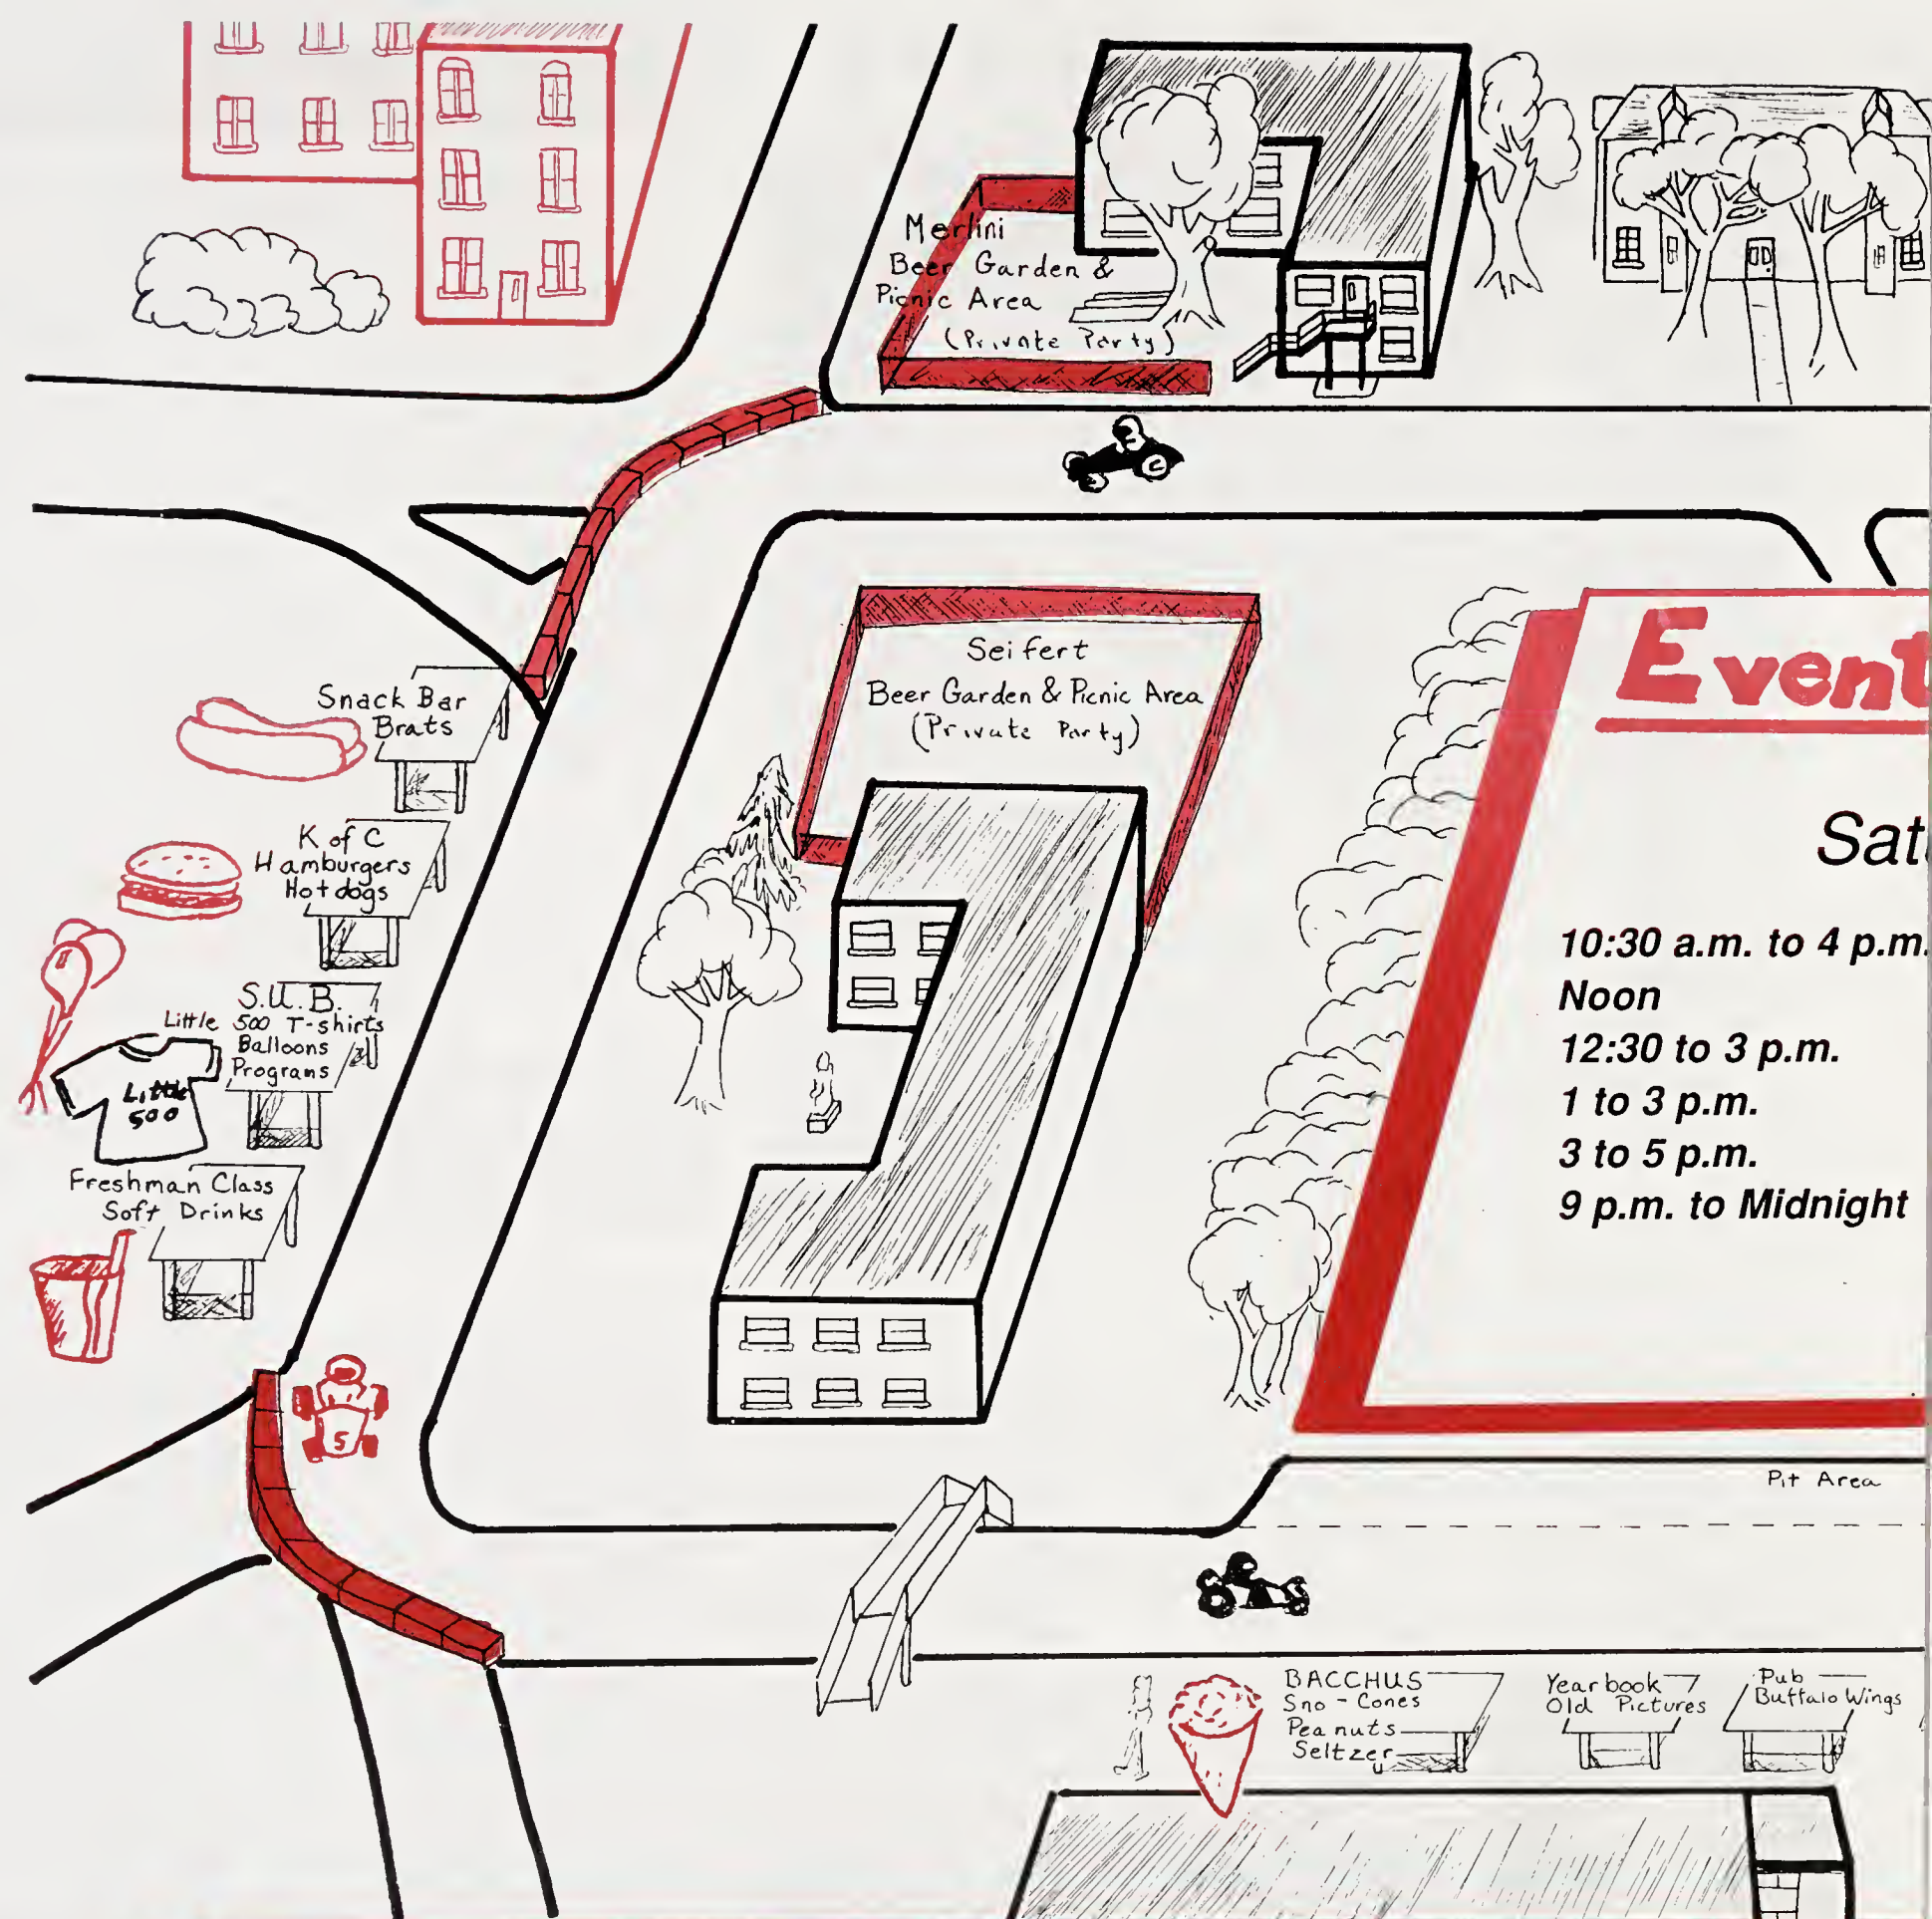 Merlini
Beer Garden &
Picnic Area
(Private Party)
Seifert
Beer Garden & Picnic Area
(Private Party)
Event
Satu
10:30 a.m. to 4 p.m.
Noon
12:30 to 3 p.m.
1 to 3 p.m.
3 to 5 p.m.
9 p.m. to Midnight
Snack Bar
Brats
K of C
Hamburgers
Hot dogs
S.U.B.
Little 500 T-shirts
Balloons
Programs
Little
500
Freshman Class
Soft Drinks
5
Pit Area
BACCHUS
Sno-Cones
Peanuts
Seltzer
Yearbook
Old Pictures
Pub
Buffalo Wings